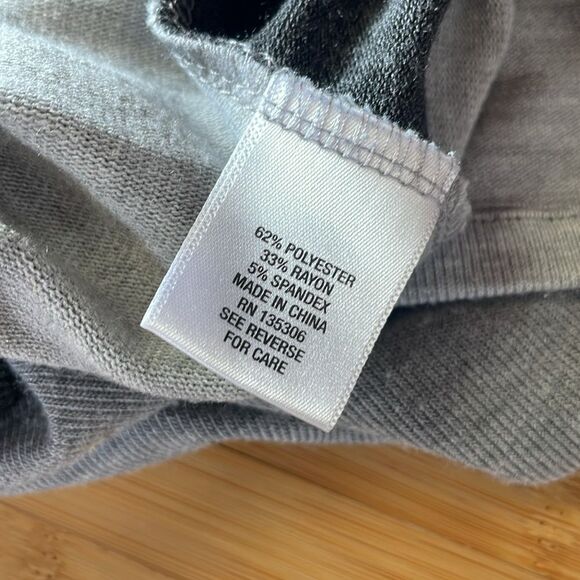 62% POLYESTER
33% RAYON
5% SPANDEX
MADE IN CHINA
RN 135306
SEE REVERSE
FOR CARE